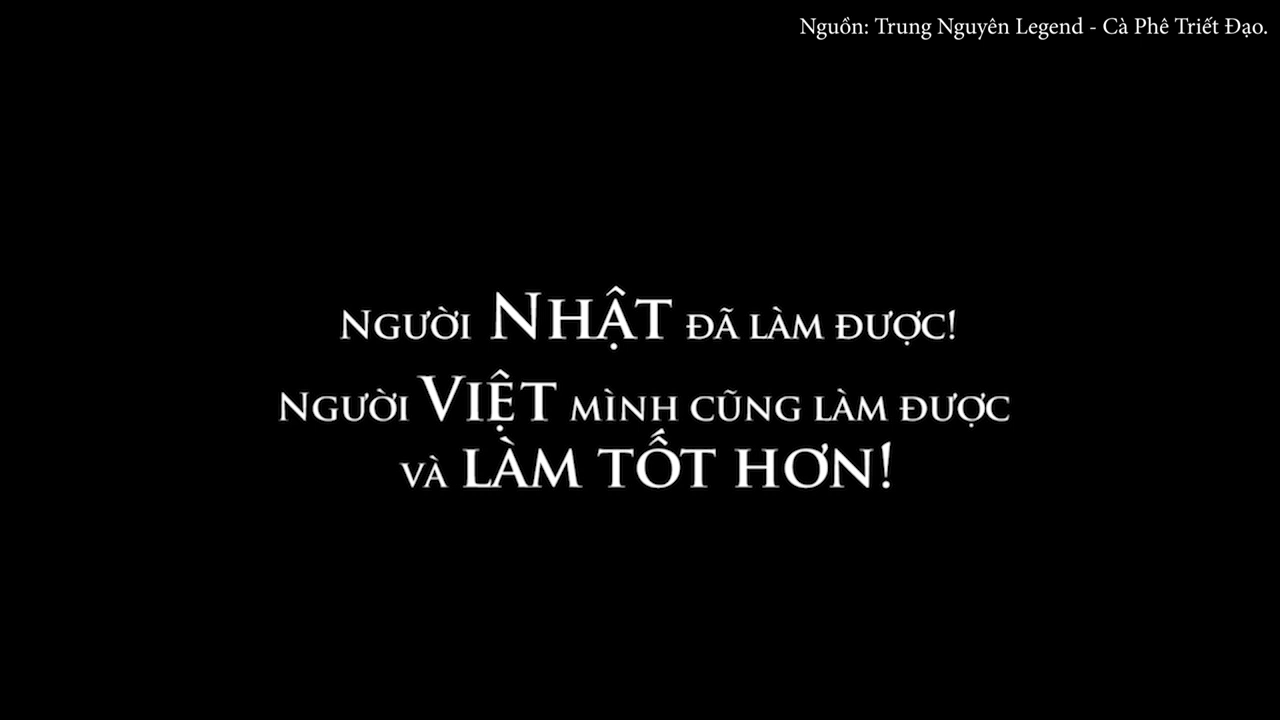 Nguồn: Trung Nguyên Legend - Cà Phê Triết Đạo.
NGƯỜI NHẬT ĐÃ LÀM ĐƯỢC!
NGƯỜI VIỆT MÌNH CŨNG LÀM ĐƯỢC
VÀ LÀM TỐT HƠN!